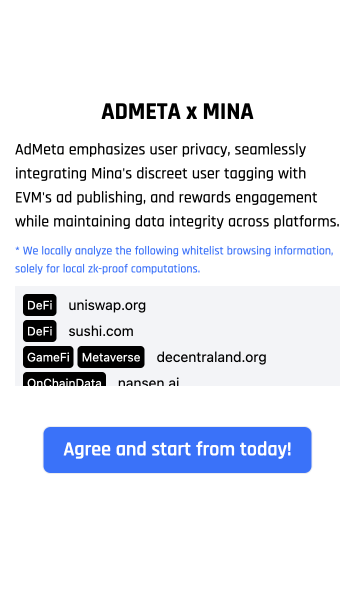 ADMETA x MINA
AdMeta emphasizes user privacy, seamlessly
integrating Mina's discreet user tagging with
EVM's ad publishing, and rewards engagement
while maintaining data integrity across platforms.
* We locally analyze the following whitelist browsing information,
solely for local zk-proof computations.
DeFi uniswap.org
DeFi sushi.com
GameFi Metaverse decentraland.org
OnChainData nansen.ai
Agree and start from today!